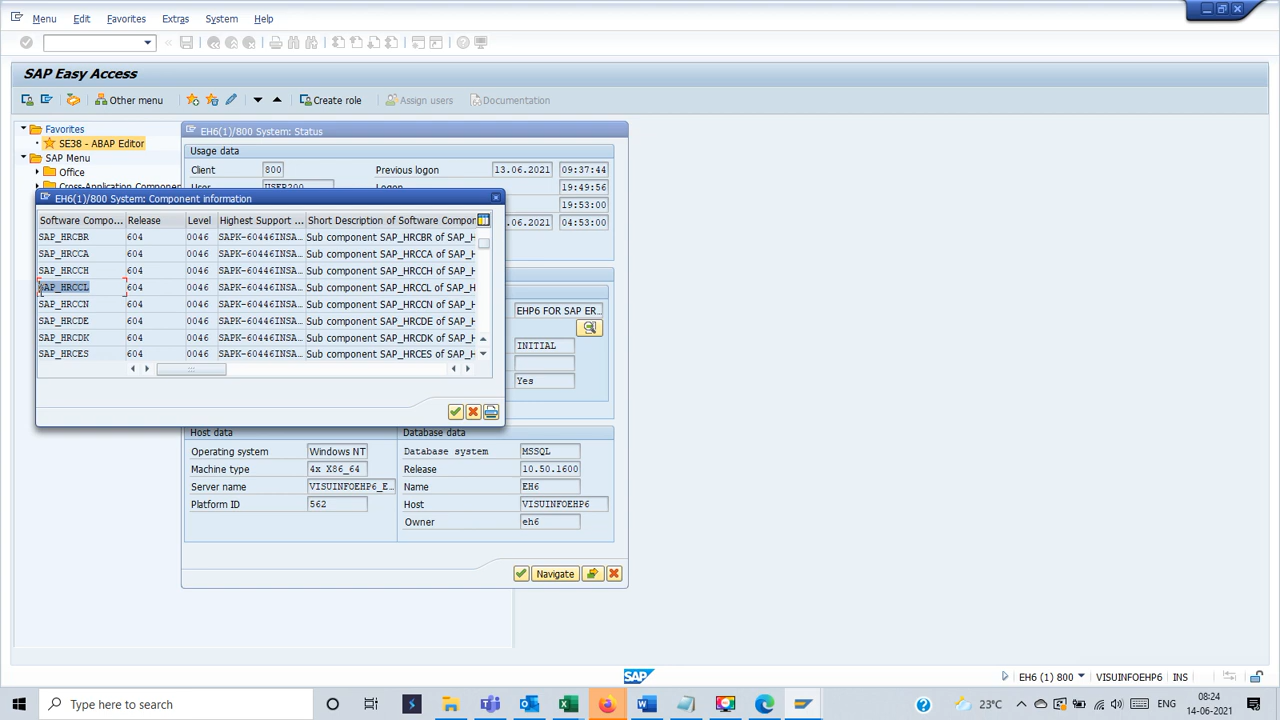 Menu Edit Favorites Extras System Help
SAP Easy Access
Other menu Create role Assign users Documentation
Favorites
SE38 - ABAP Editor
SAP Menu
Office
EH6(1)/800 System: Status
Usage data
Client 800 Previous logon 13.06.2021 09:37:44
19:49:56
19:53:00
.06.2021 04:53:00
EH6(1)/800 System: Component information
Software Compo... Release Level Highest Support ... Short Description of Software Compor
SAP_HRCBR 604 0046 SAPK-60446INSA... Sub component SAP_HRCBR of SAP_H
SAP_HRCCA 604 0046 SAPK-60446INSA... Sub component SAP_HRCCA of SAP_H
SAP_HRCCH 604 0046 SAPK-60446INSA... Sub component SAP_HRCCH of SAP_H
SAP_HRCCL 604 0046 SAPK-60446INSA... Sub component SAP_HRCCL of SAP_H
SAP_HRCCN 604 0046 SAPK-60446INSA... Sub component SAP_HRCCN of SAP_H
SAP_HRCDE 604 0046 SAPK-60446INSA... Sub component SAP_HRCDE of SAP_H
SAP_HRCDK 604 0046 SAPK-60446INSA... Sub component SAP_HRCDK of SAP_H
SAP_HRCES 604 0046 SAPK-60446INSA... Sub component SAP_HRCES of SAP_H
EHP6 FOR SAP ER...
INITIAL
Yes
Host data
Operating system Windows NT
Machine type 4x X86_64
Server name VISUINFOEHP6_E...
Platform ID 562
Database data
Database system MSSQL
Release 10.50.1600
Name EH6
Host VISUINFOEHP6
Owner eh6
Navigate
SAP
EH6 (1) 800 VISUINFOEHP6 INS
Type here to search
23°C ENG 08:24
14-06-2021